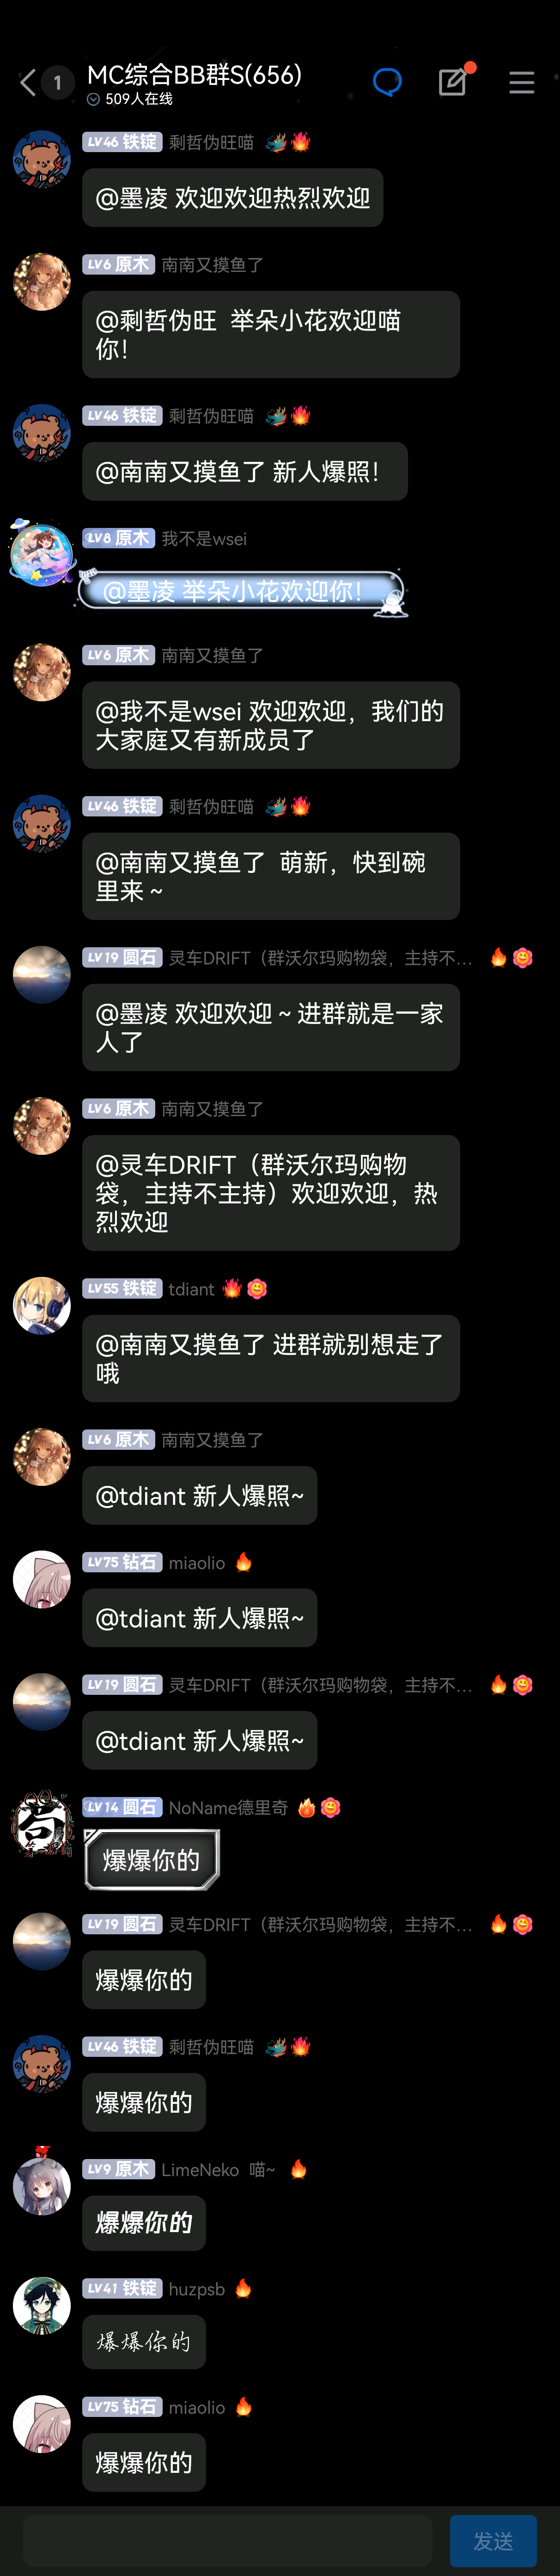 1
MC综合BB群S(656)
509人在线
LV46 铁锭 剩哲伪旺喵
@墨凌 欢迎欢迎热烈欢迎
LV6 原木 南南又摸鱼了
@剩哲伪旺 举朵小花欢迎喵
你！
LV46 铁锭 剩哲伪旺喵
@南南又摸鱼了 新人爆照！
LV8 原木 我不是wsei
@墨凌 举朵小花欢迎你！
LV6 原木 南南又摸鱼了
@我不是wsei 欢迎欢迎，我们的
大家庭又有新成员了
LV46 铁锭 剩哲伪旺喵
@南南又摸鱼了 萌新，快到碗
里来～
LV19 圆石 灵车DRIFT（群沃尔玛购物袋，主持不...
@墨凌 欢迎欢迎～进群就是一家
人了
LV6 原木 南南又摸鱼了
@灵车DRIFT（群沃尔玛购物
袋，主持不主持）欢迎欢迎，热
烈欢迎
LV55 铁锭 tdiant
@南南又摸鱼了 进群就别想走了
哦
LV6 原木 南南又摸鱼了
@tdiant 新人爆照~
LV75 钻石 miaolio
@tdiant 新人爆照~
LV19 圆石 灵车DRIFT（群沃尔玛购物袋，主持不...
@tdiant 新人爆照~
LV14 圆石 NoName德里奇
爆爆你的
LV19 圆石 灵车DRIFT（群沃尔玛购物袋，主持不...
爆爆你的
LV46 铁锭 剩哲伪旺喵
爆爆你的
LV9 原木 LimeNeko 喵~
爆爆你的
LV41 铁锭 huzpsb
爆爆你的
LV75 钻石 miaolio
爆爆你的
发送